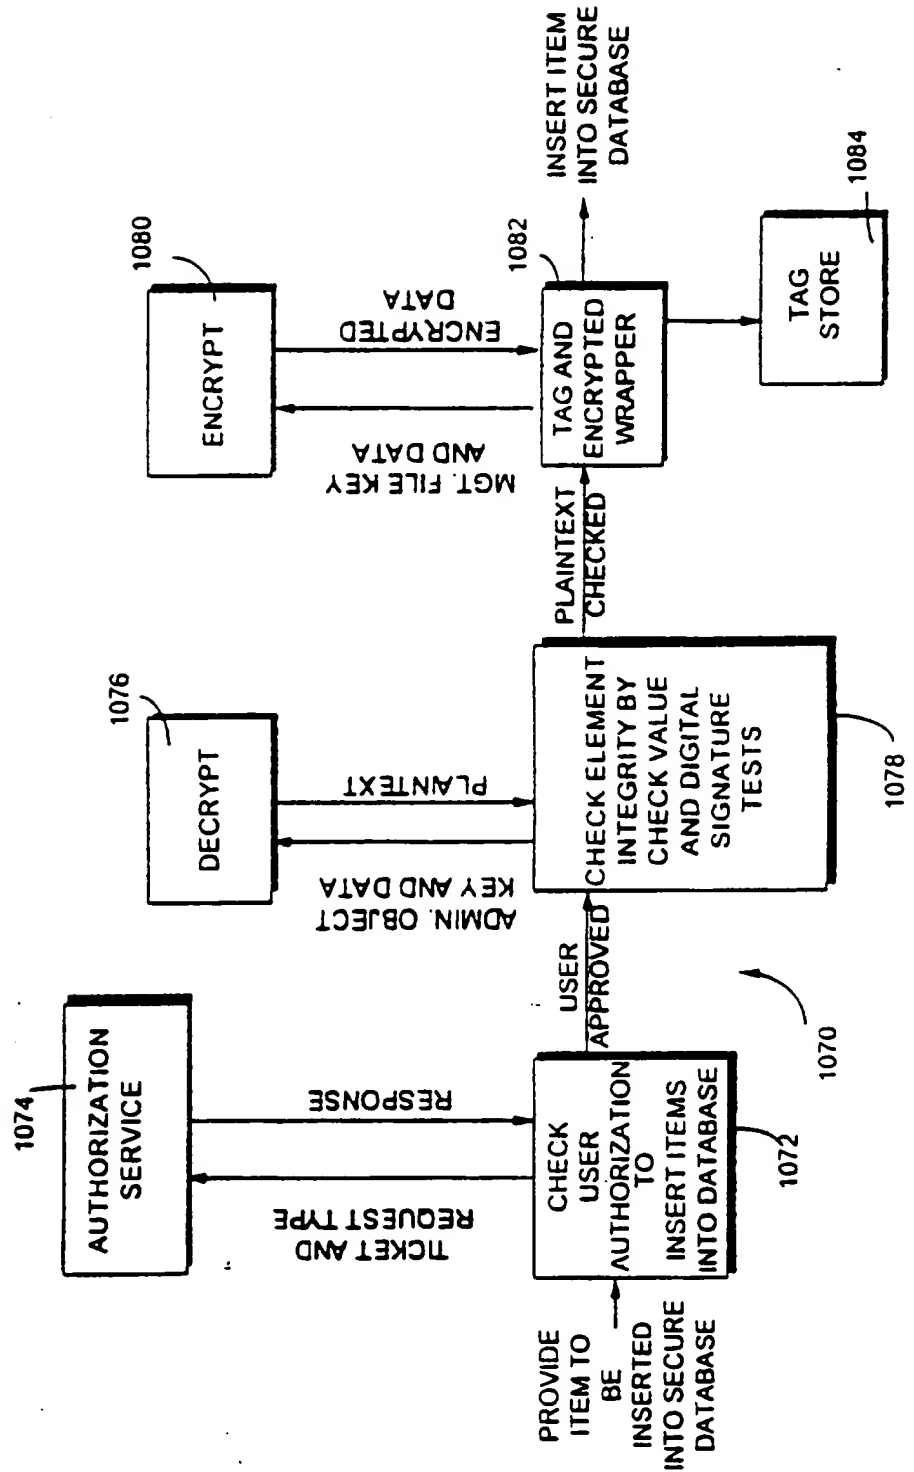 1074
AUTHORIZATION
SERVICE
TICKET AND
REQUEST TYPE
RESPONSE
PROVIDE
ITEM TO
BE
INSERTED
INTO SECURE
DATABASE
CHECK
USER
AUTHORIZATION
TO
INSERT ITEMS
INTO DATABASE
1072
USER
APPROVED
1070
1076
DECRYPT
ADMIN. OBJECT
KEY AND DATA
PLAINTEXT
CHECK ELEMENT
INTEGRITY BY
CHECK VALUE
AND DIGITAL
SIGNATURE
TESTS
1078
PLAINTEXT
CHECKED
1080
ENCRYPT
MGT. FILE KEY
AND DATA
ENCRYPTED
DATA
1082
TAG AND
ENCRYPTED
WRAPPER
INSERT ITEM
INTO SECURE
DATABASE
TAG
STORE
1084